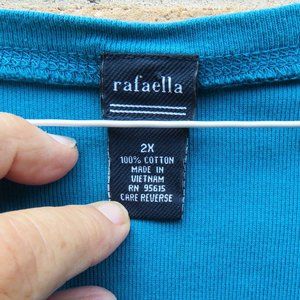 rafaella
2X
100% COTTON
MADE IN
VIETNAM
RN 95615
CARE REVERSE